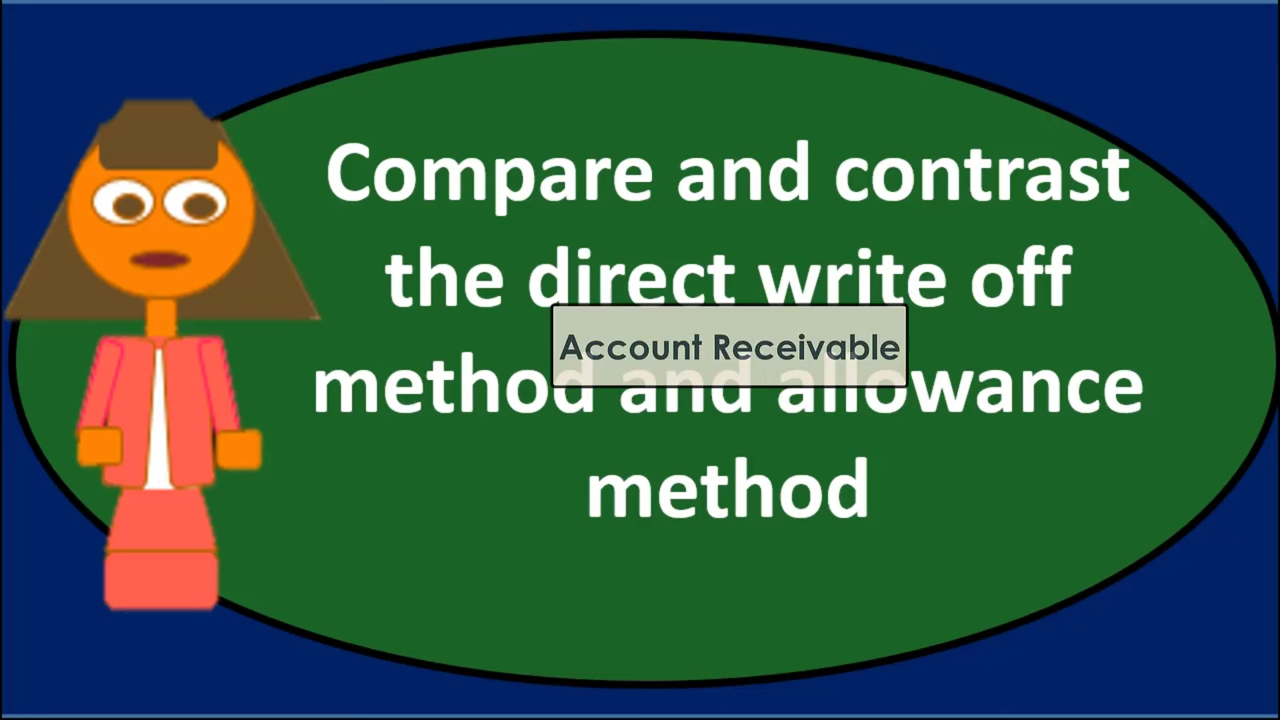 Compare and contrast
the direct write off
Account Receivable
method and allowance
method